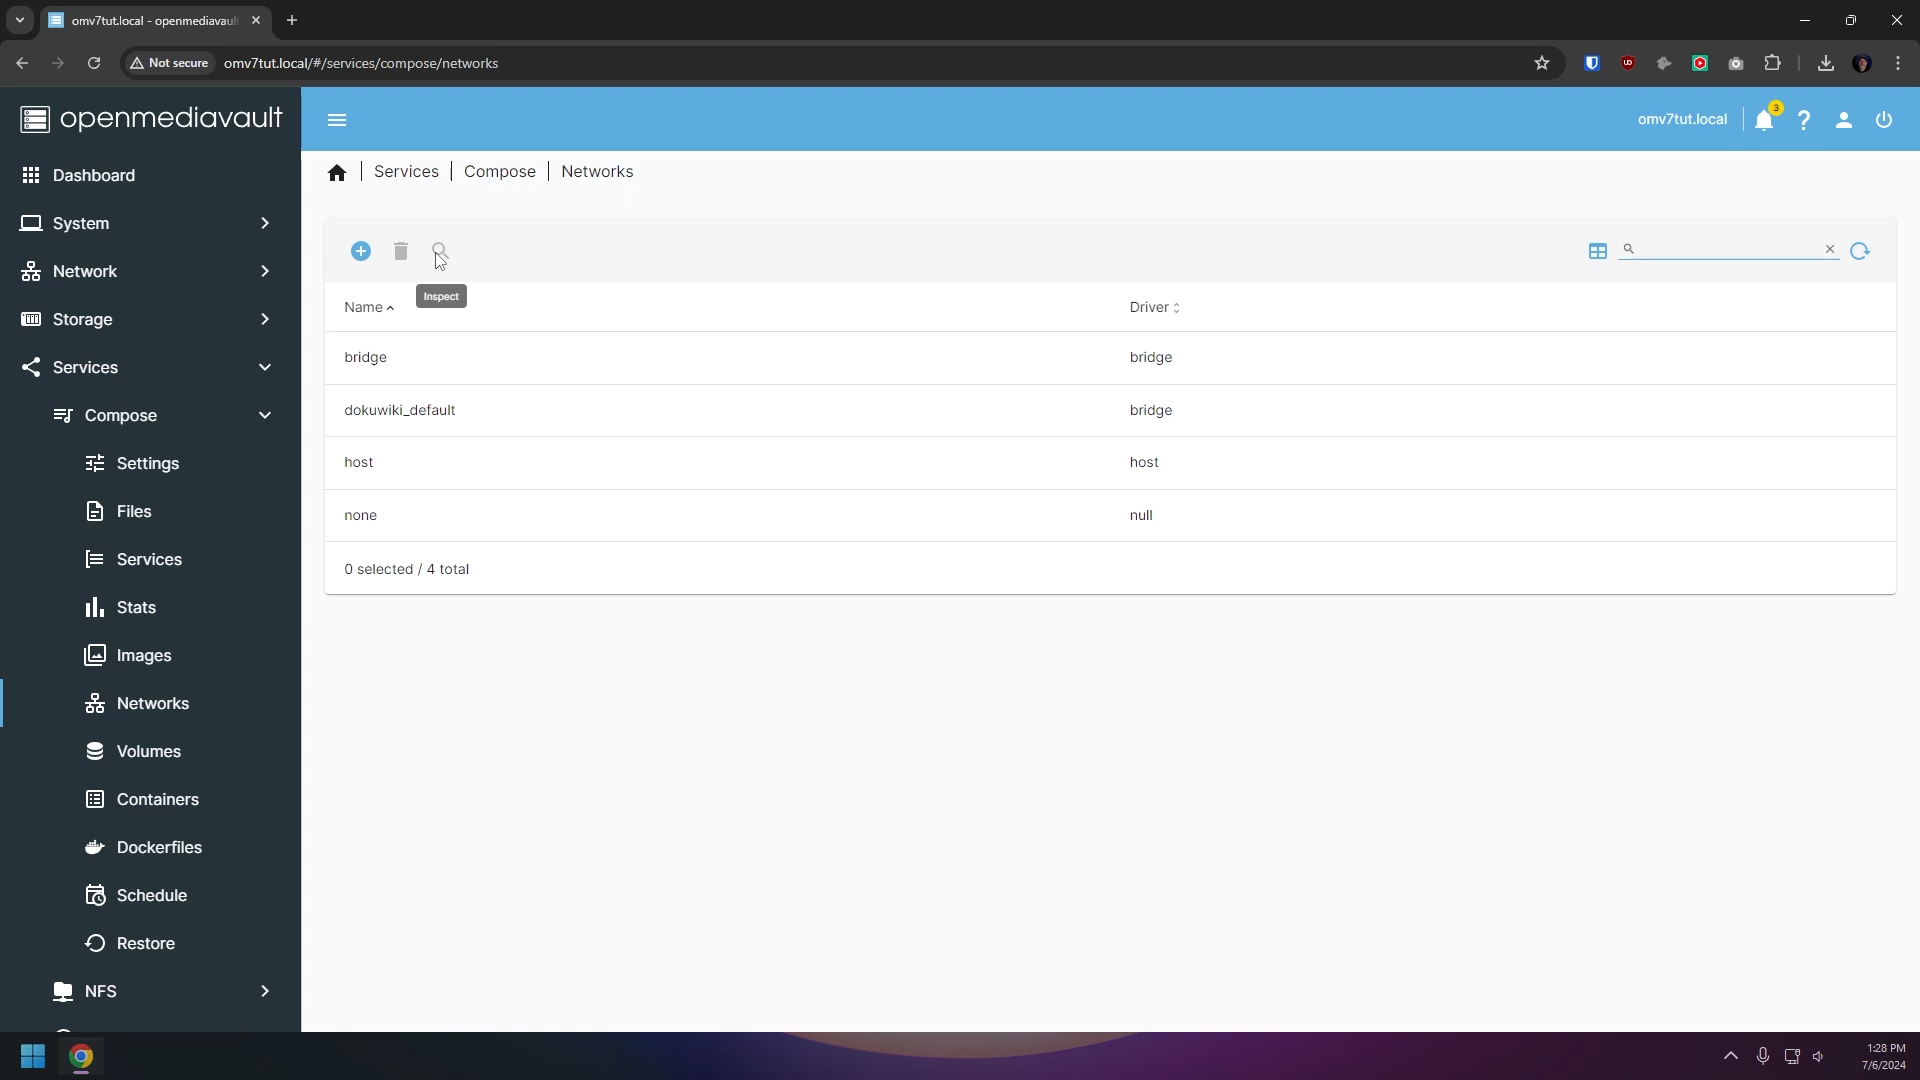 omv7tut.local - openmediavault
Not secure
omv7tut.local/#/services/compose/networks
openmediavault
omv7tut.local
3
Services | Compose | Networks
Dashboard
System
Network
Storage
Services
Compose
Settings
Files
Services
Stats
Images
Networks
Volumes
Containers
Dockerfiles
Schedule
Restore
NFS
Inspect
Name Driver
bridge bridge
dokuwiki_default bridge
host host
none null
0 selected / 4 total
1:28 PM
7/6/2024